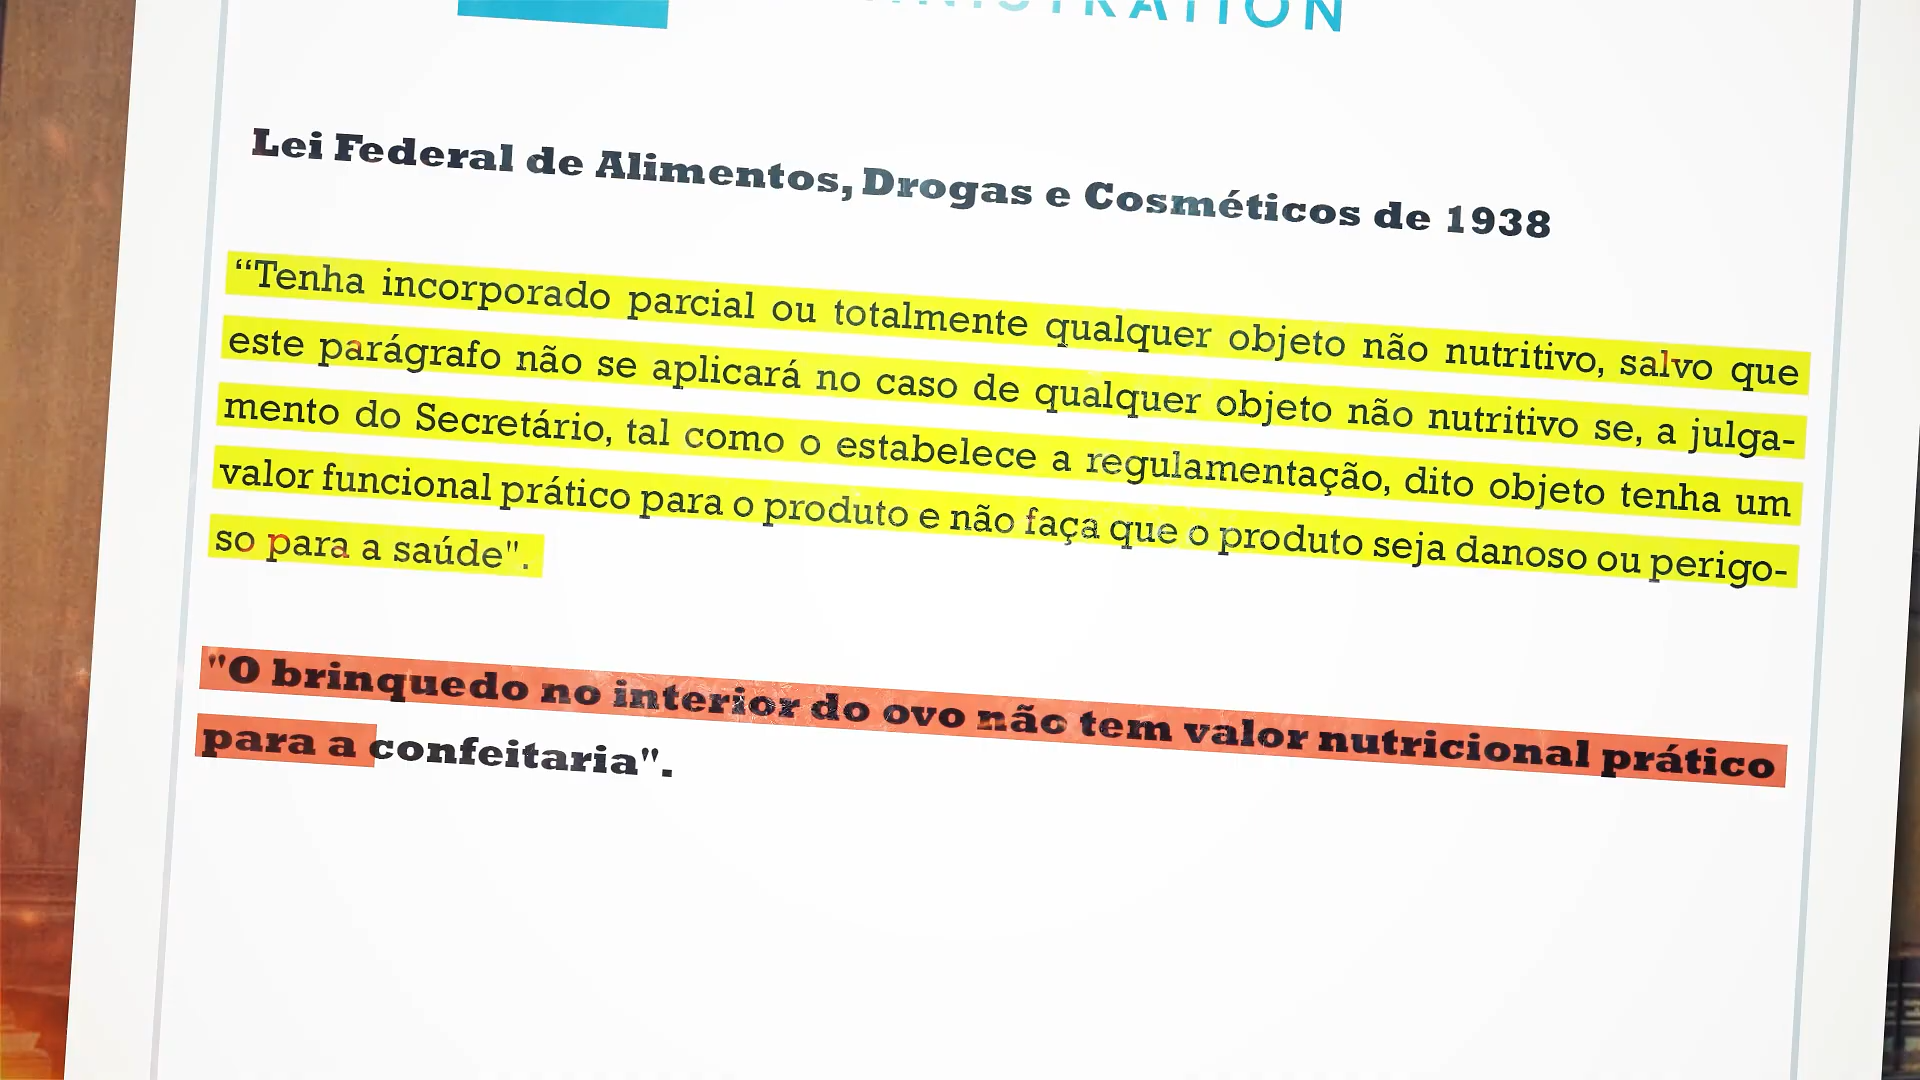 NISTRATION
Lei Federal de Alimentos, Drogas e Cosméticos de 1938
“Tenha incorporado parcial ou totalmente qualquer objeto não nutritivo, salvo que
este parágrafo não se aplicará no caso de qualquer objeto não nutritivo se, a julga-
mento do Secretário, tal como o estabelece a regulamentação, dito objeto tenha um
valor funcional prático para o produto e não faça que o produto seja danoso ou perigo-
so para a saúde".
"O brinquedo no interior do ovo não tem valor nutricional prático
para a confeitaria".